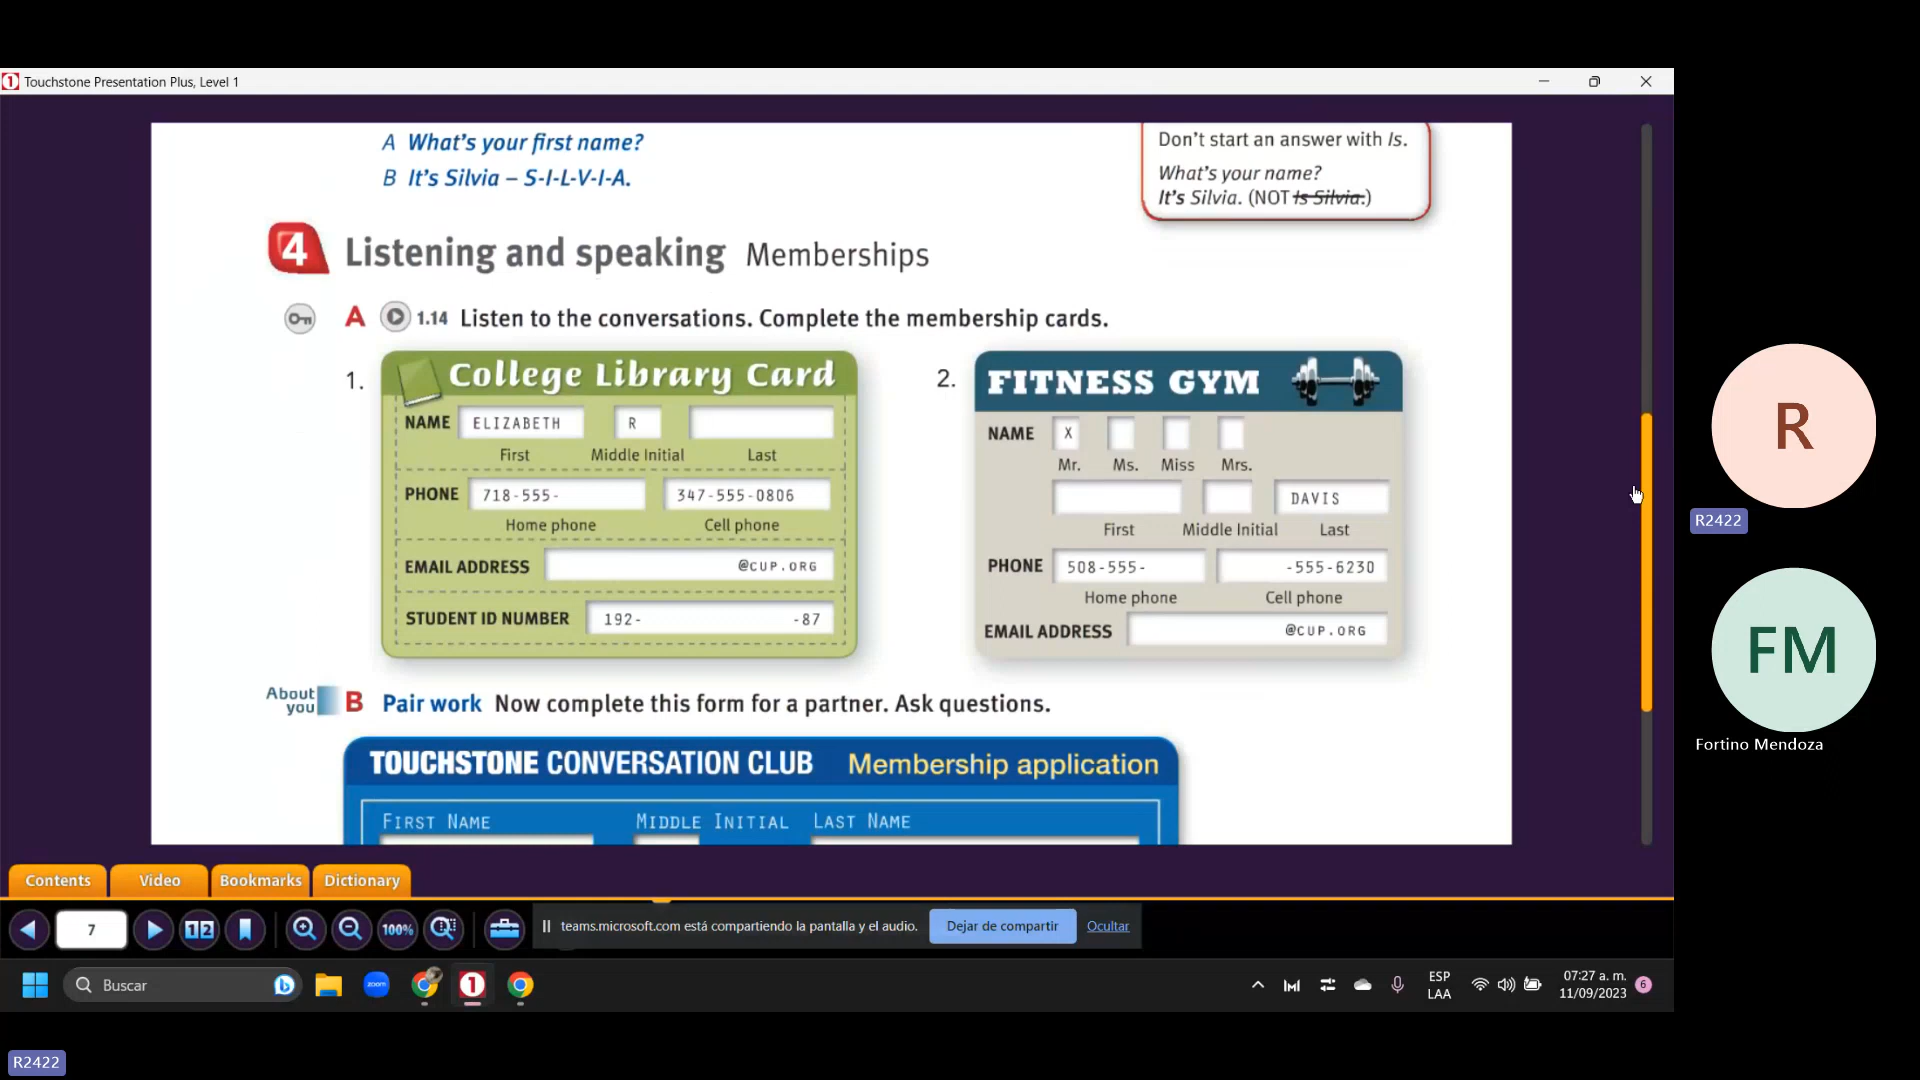 Touchstone Presentation Plus, Level 1
A What's your first name?
B It's Silvia – S-I-L-V-I-A.
Don't start an answer with Is.
What's your name?
It's Silvia. (NOT Is Silvia.)
4 Listening and speaking Memberships
A 1.14 Listen to the conversations. Complete the membership cards.
1. College Library Card
NAME ELIZABETH R
First Middle Initial Last
PHONE 718-555- 347-555-0806
Home phone Cell phone
EMAIL ADDRESS @CUP.ORG
STUDENT ID NUMBER 192- -87
2. FITNESS GYM
NAME X
Mr. Ms. Miss Mrs.
DAVIS
First Middle Initial Last
PHONE 508-555- -555-6230
Home phone Cell phone
EMAIL ADDRESS @CUP.ORG
About you B Pair work Now complete this form for a partner. Ask questions.
TOUCHSTONE CONVERSATION CLUB Membership application
FIRST NAME MIDDLE INITIAL LAST NAME
R
R2422
FM
Fortino Mendoza
Contents Video Bookmarks Dictionary
7 12 100%
teams.microsoft.com está compartiendo la pantalla y el audio. Dejar de compartir Ocultar
Buscar zoom 1
ESP
LAA
07:27 a. m.
11/09/2023 6
R2422